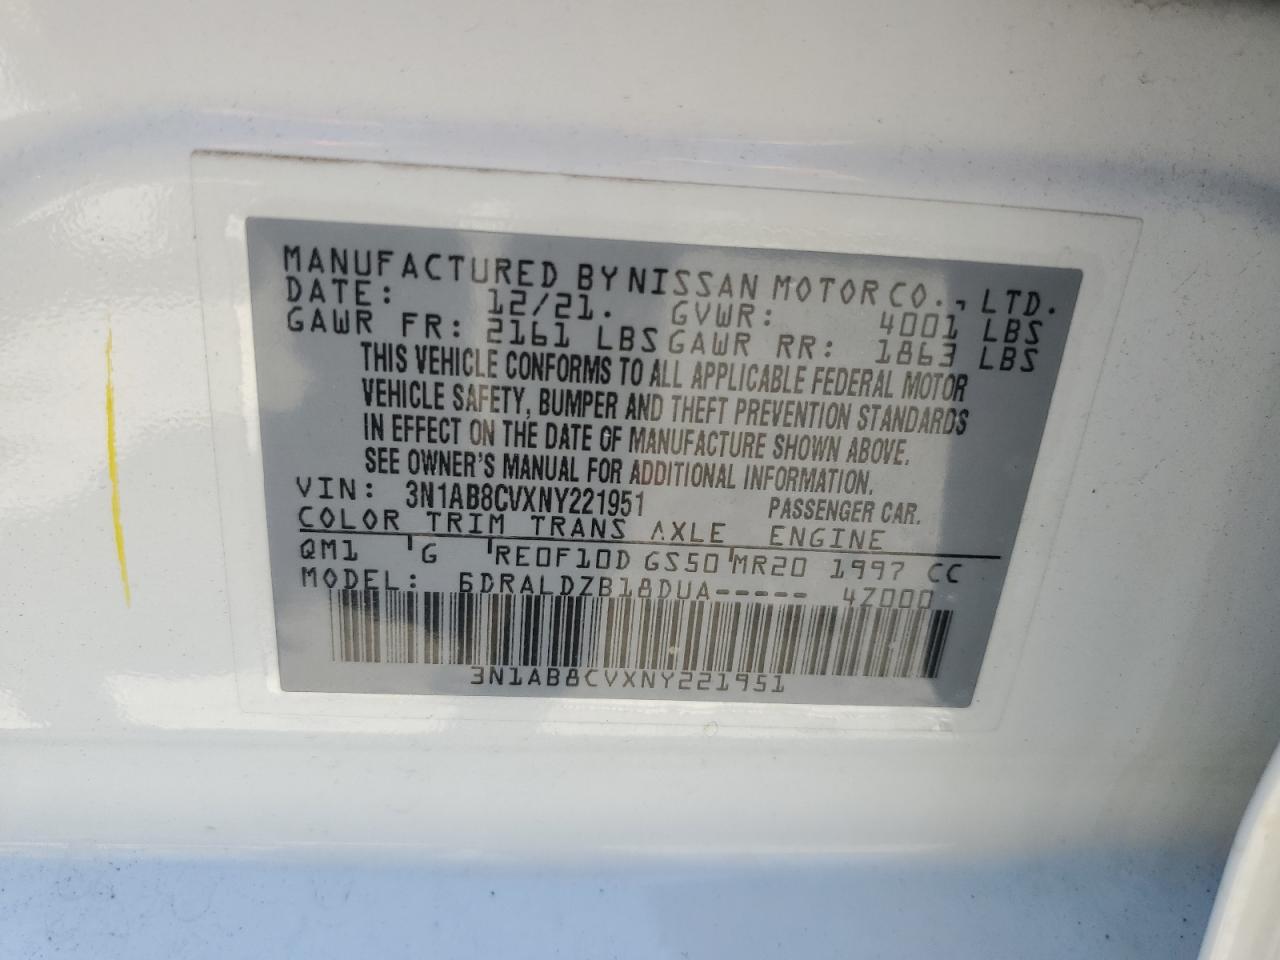 MANUFACTURED BY NISSAN MOTOR CO., LTD.
DATE: 12/21. GVWR: 4001 LBS
GAWR FR: 2161 LBS GAWR RR: 1863 LBS
THIS VEHICLE CONFORMS TO ALL APPLICABLE FEDERAL MOTOR
VEHICLE SAFETY, BUMPER AND THEFT PREVENTION STANDARDS
IN EFFECT ON THE DATE OF MANUFACTURE SHOWN ABOVE.
SEE OWNER'S MANUAL FOR ADDITIONAL INFORMATION.
VIN: 3N1AB8CVXNY221951 PASSENGER CAR.
COLOR TRIM TRANS AXLE ENGINE
QM1 G RE0F10D GS50 MR20 1997 CC
MODEL: 6DRALDZB18DUA----- 4Z000
3N1AB8CVXNY221951